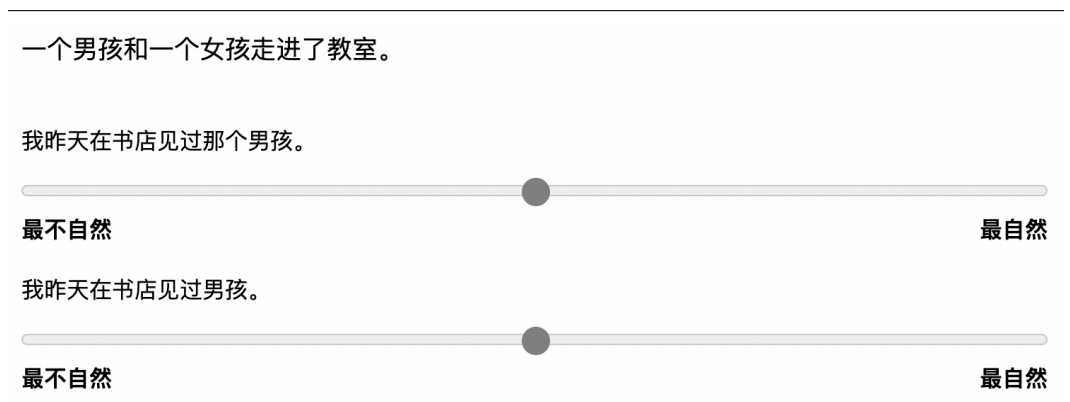 一个男孩和一个女孩走进了教室。
我昨天在书店见过那个男孩。
最不自然 最自然
我昨天在书店见过男孩。
最不自然 最自然